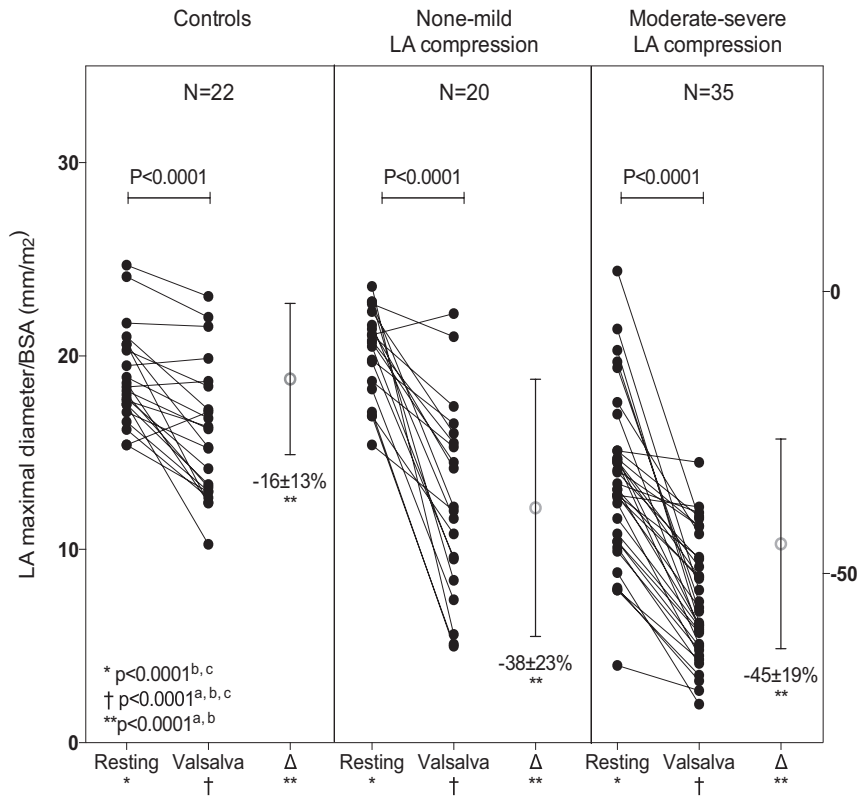 Controls
None-mild
LA compression
Moderate-severe
LA compression
N=22
N=20
N=35
LA maximal diameter/BSA (mm/m2)
30
20
10
0
0
-50
P<0.0001
P<0.0001
P<0.0001
-16±13%
**
-38±23%
**
-45±19%
**
* p<0.0001b, c
† p<0.0001a, b, c
**p<0.0001a, b
Resting Valsalva Δ
* † **
Resting Valsalva Δ
* † **
Resting Valsalva Δ
* † **